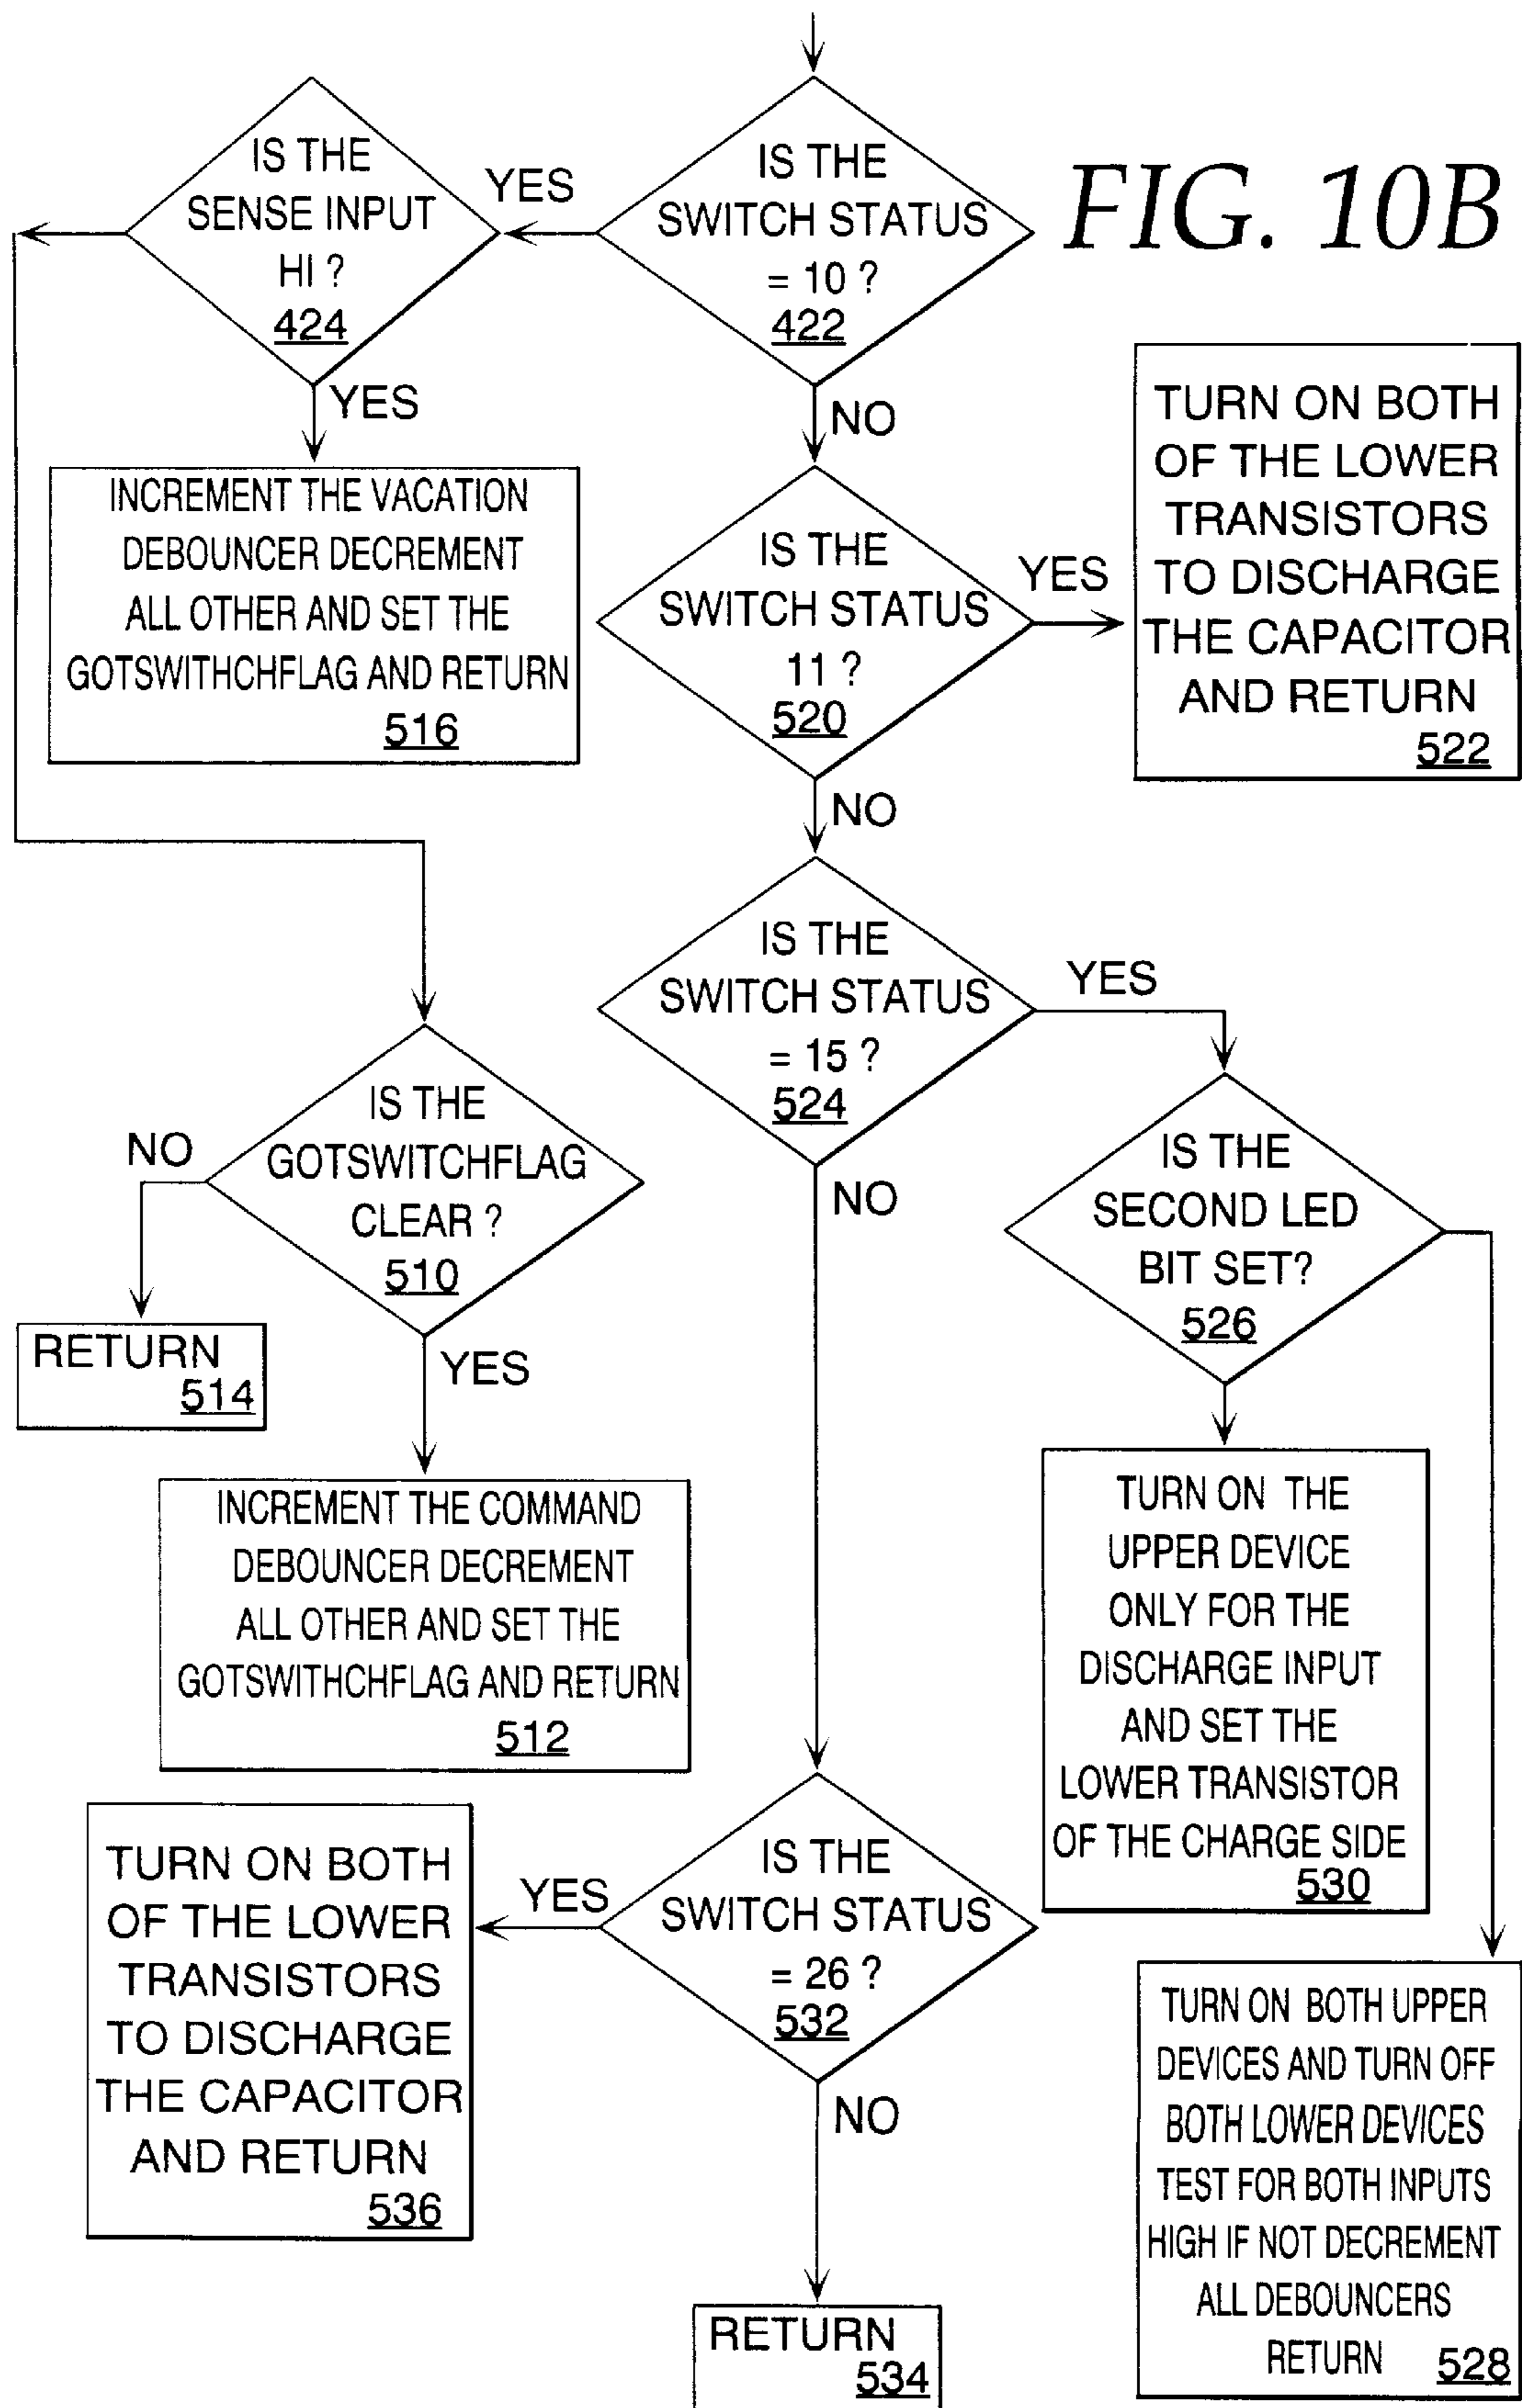 FIG. 10B
IS THE
SENSE INPUT
HI ?
424
YES
IS THE
SWITCH STATUS
= 10 ?
422
YES
NO
INCREMENT THE VACATION
DEBOUNCER DECREMENT
ALL OTHER AND SET THE
GOTSWITHCHFLAG AND RETURN
516
IS THE
SWITCH STATUS
11 ?
520
YES
NO
TURN ON BOTH
OF THE LOWER
TRANSISTORS
TO DISCHARGE
THE CAPACITOR
AND RETURN
522
IS THE
SWITCH STATUS
= 15 ?
524
YES
NO
IS THE
GOTSWITCHFLAG
CLEAR ?
510
NO
YES
RETURN
514
IS THE
SECOND LED
BIT SET?
526
INCREMENT THE COMMAND
DEBOUNCER DECREMENT
ALL OTHER AND SET THE
GOTSWITHCHFLAG AND RETURN
512
TURN ON THE
UPPER DEVICE
ONLY FOR THE
DISCHARGE INPUT
AND SET THE
LOWER TRANSISTOR
OF THE CHARGE SIDE
530
TURN ON BOTH
OF THE LOWER
TRANSISTORS
TO DISCHARGE
THE CAPACITOR
AND RETURN
536
YES
IS THE
SWITCH STATUS
= 26 ?
532
NO
TURN ON BOTH UPPER
DEVICES AND TURN OFF
BOTH LOWER DEVICES
TEST FOR BOTH INPUTS
HIGH IF NOT DECREMENT
ALL DEBOUNCERS
RETURN 528
RETURN
534